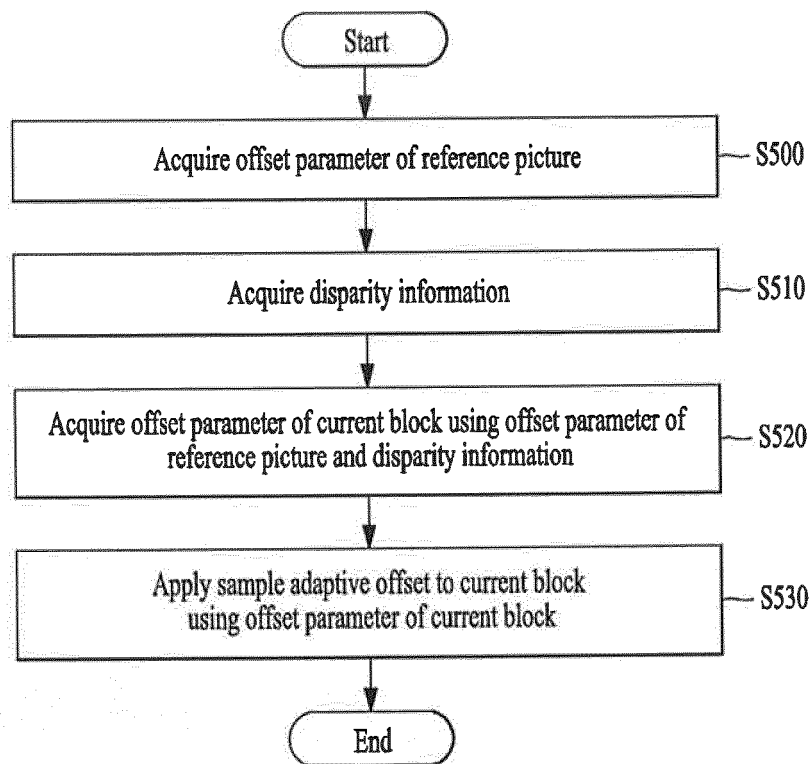 Start
Acquire offset parameter of reference picture
S500
Acquire disparity information
S510
Acquire offset parameter of current block using offset parameter of
reference picture and disparity information
S520
Apply sample adaptive offset to current block
using offset parameter of current block
S530
End